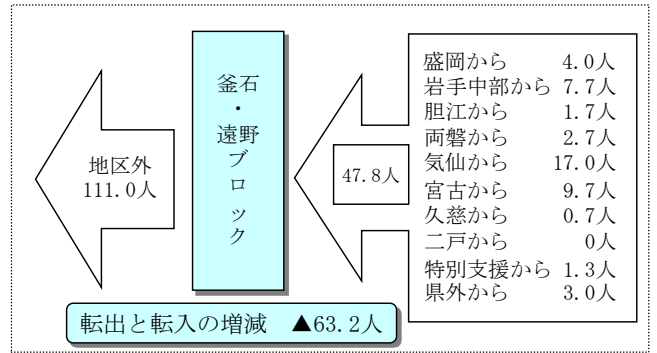 地区外
111.0人
釜石
・
遠野
ブ
ロ
ッ
ク
47.8人
盛岡から 4.0人
岩手中部から 7.7人
胆江から 1.7人
両磐から 2.7人
気仙から 17.0人
宮古から 9.7人
久慈から 0.7人
二戸から 0人
特別支援から 1.3人
県外から 3.0人
転出と転入の増減 ▲63.2人